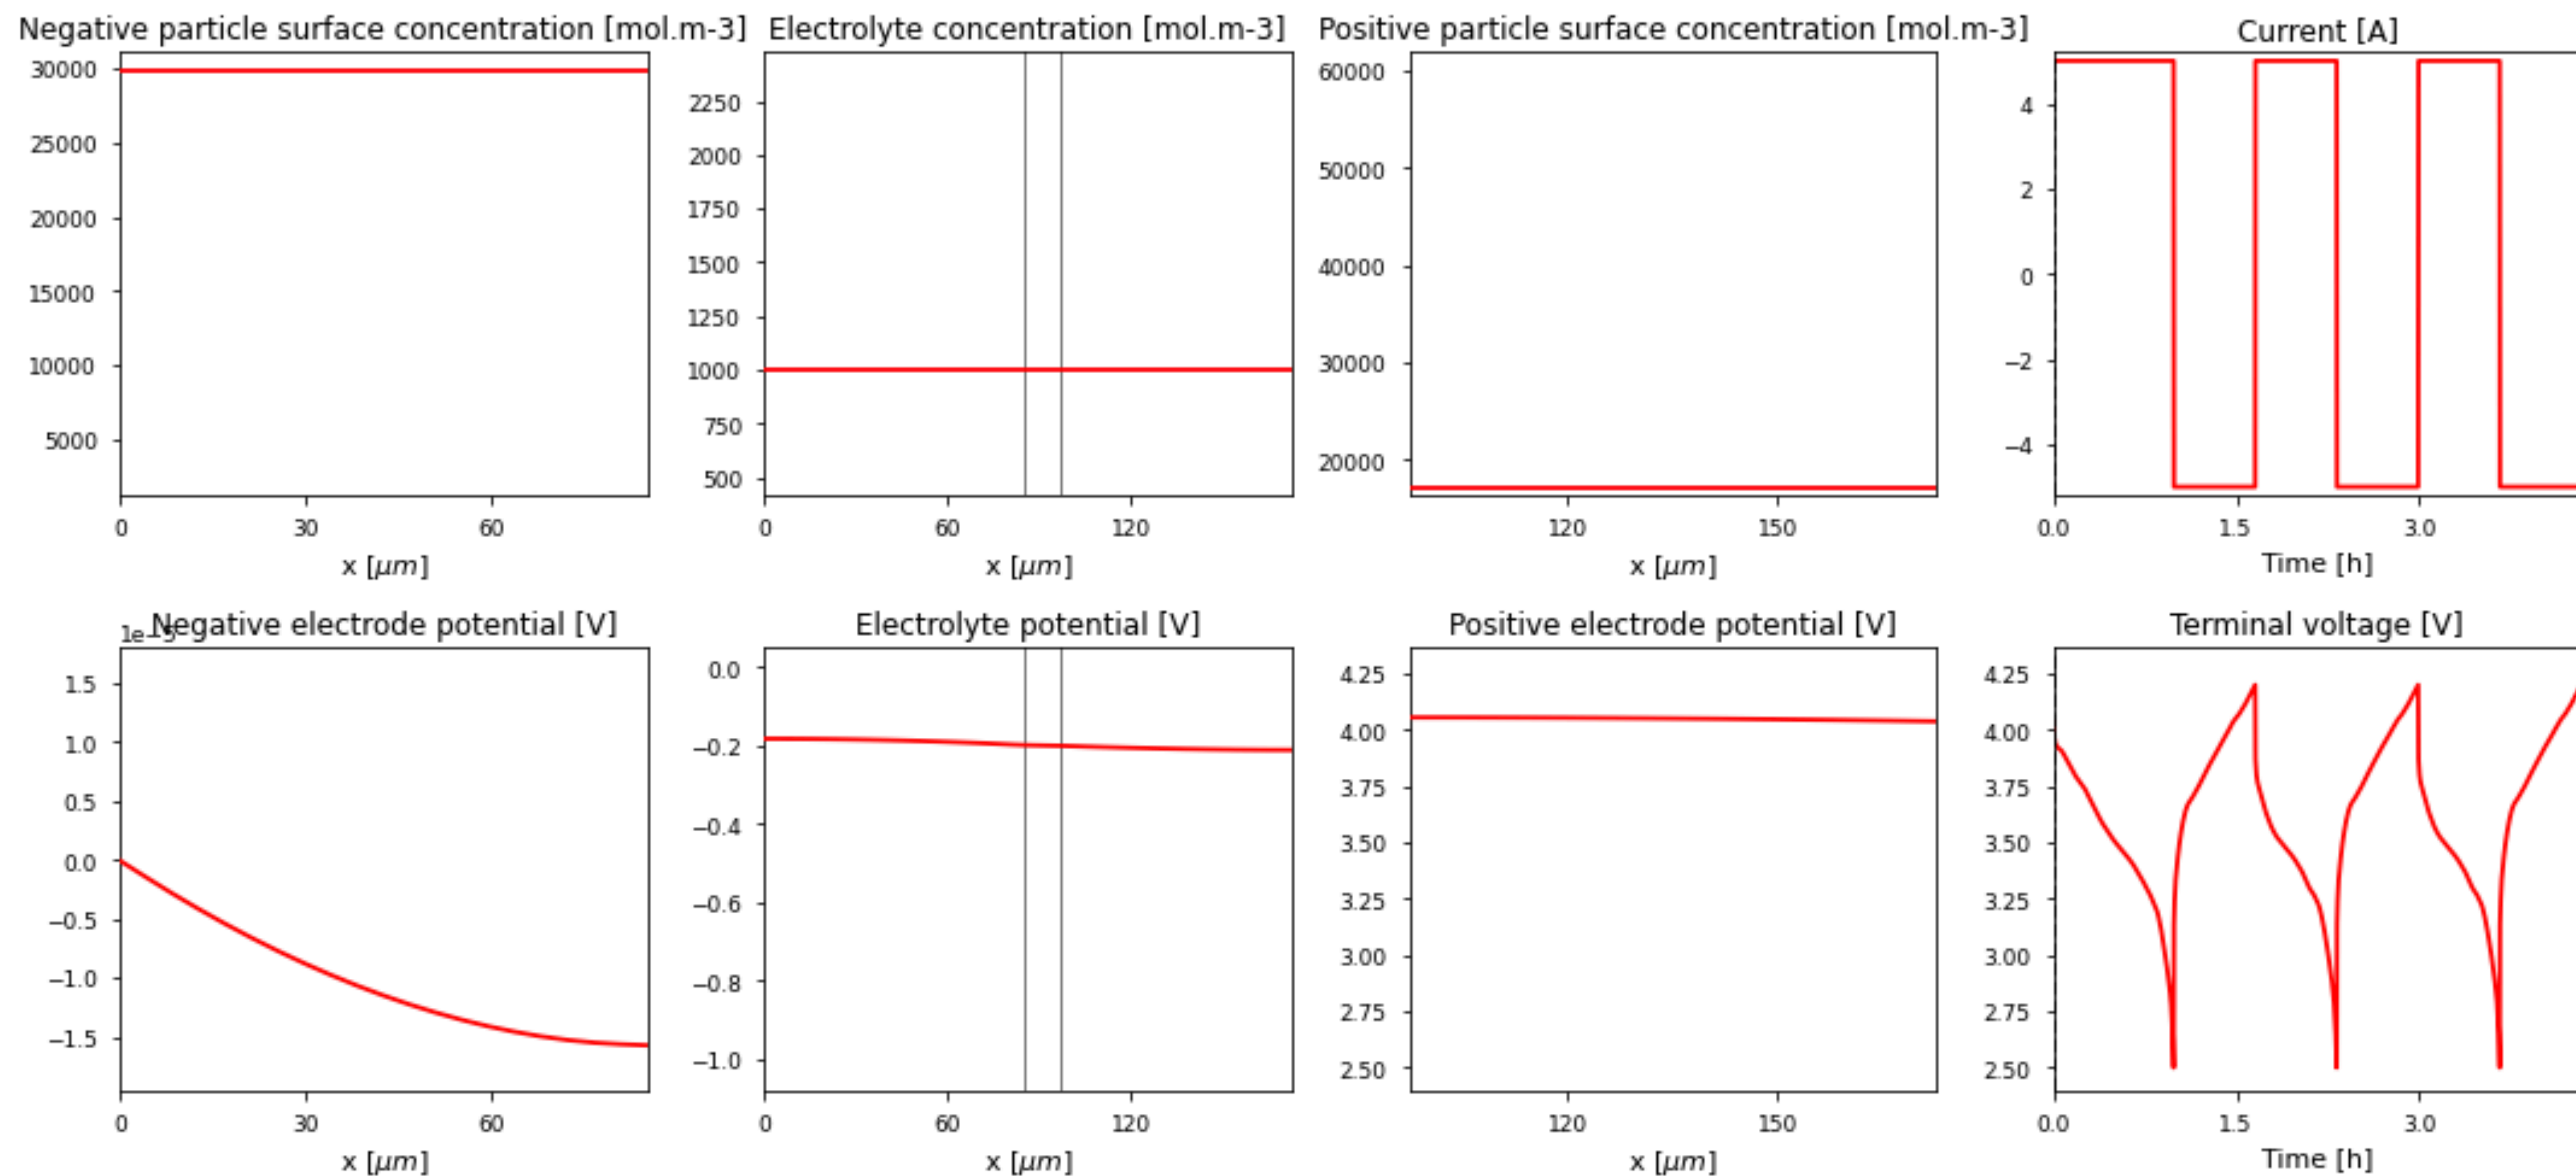 Negative particle surface concentration [mol.m-3]
30000
25000
20000
15000
10000
5000
0 30 60
x [μm]
Electrolyte concentration [mol.m-3]
2250
2000
1750
1500
1250
1000
750
500
0 60 120
x [μm]
Positive particle surface concentration [mol.m-3]
60000
50000
40000
30000
20000
120 150
x [μm]
Current [A]
4
2
0
−2
−4
0.0 1.5 3.0
Time [h]
1e−5
Negative electrode potential [V]
1.5
1.0
0.5
0.0
−0.5
−1.0
−1.5
0 30 60
x [μm]
Electrolyte potential [V]
0.0
−0.2
−0.4
−0.6
−0.8
−1.0
0 60 120
x [μm]
Positive electrode potential [V]
4.25
4.00
3.75
3.50
3.25
3.00
2.75
2.50
120 150
x [μm]
Terminal voltage [V]
4.25
4.00
3.75
3.50
3.25
3.00
2.75
2.50
0.0 1.5 3.0
Time [h]